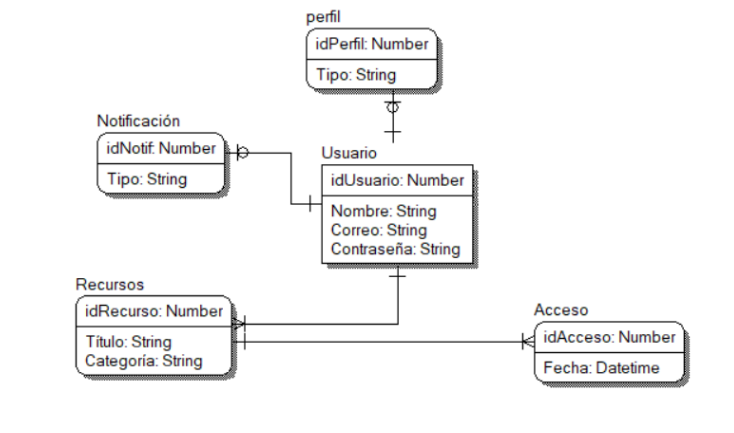 perfil
idPerfil: Number
Tipo: String
Notificación
idNotif: Number
Tipo: String
Usuario
idUsuario: Number
Nombre: String
Correo: String
Contraseña: String
Recursos
idRecurso: Number
Título: String
Categoría: String
Acceso
idAcceso: Number
Fecha: Datetime